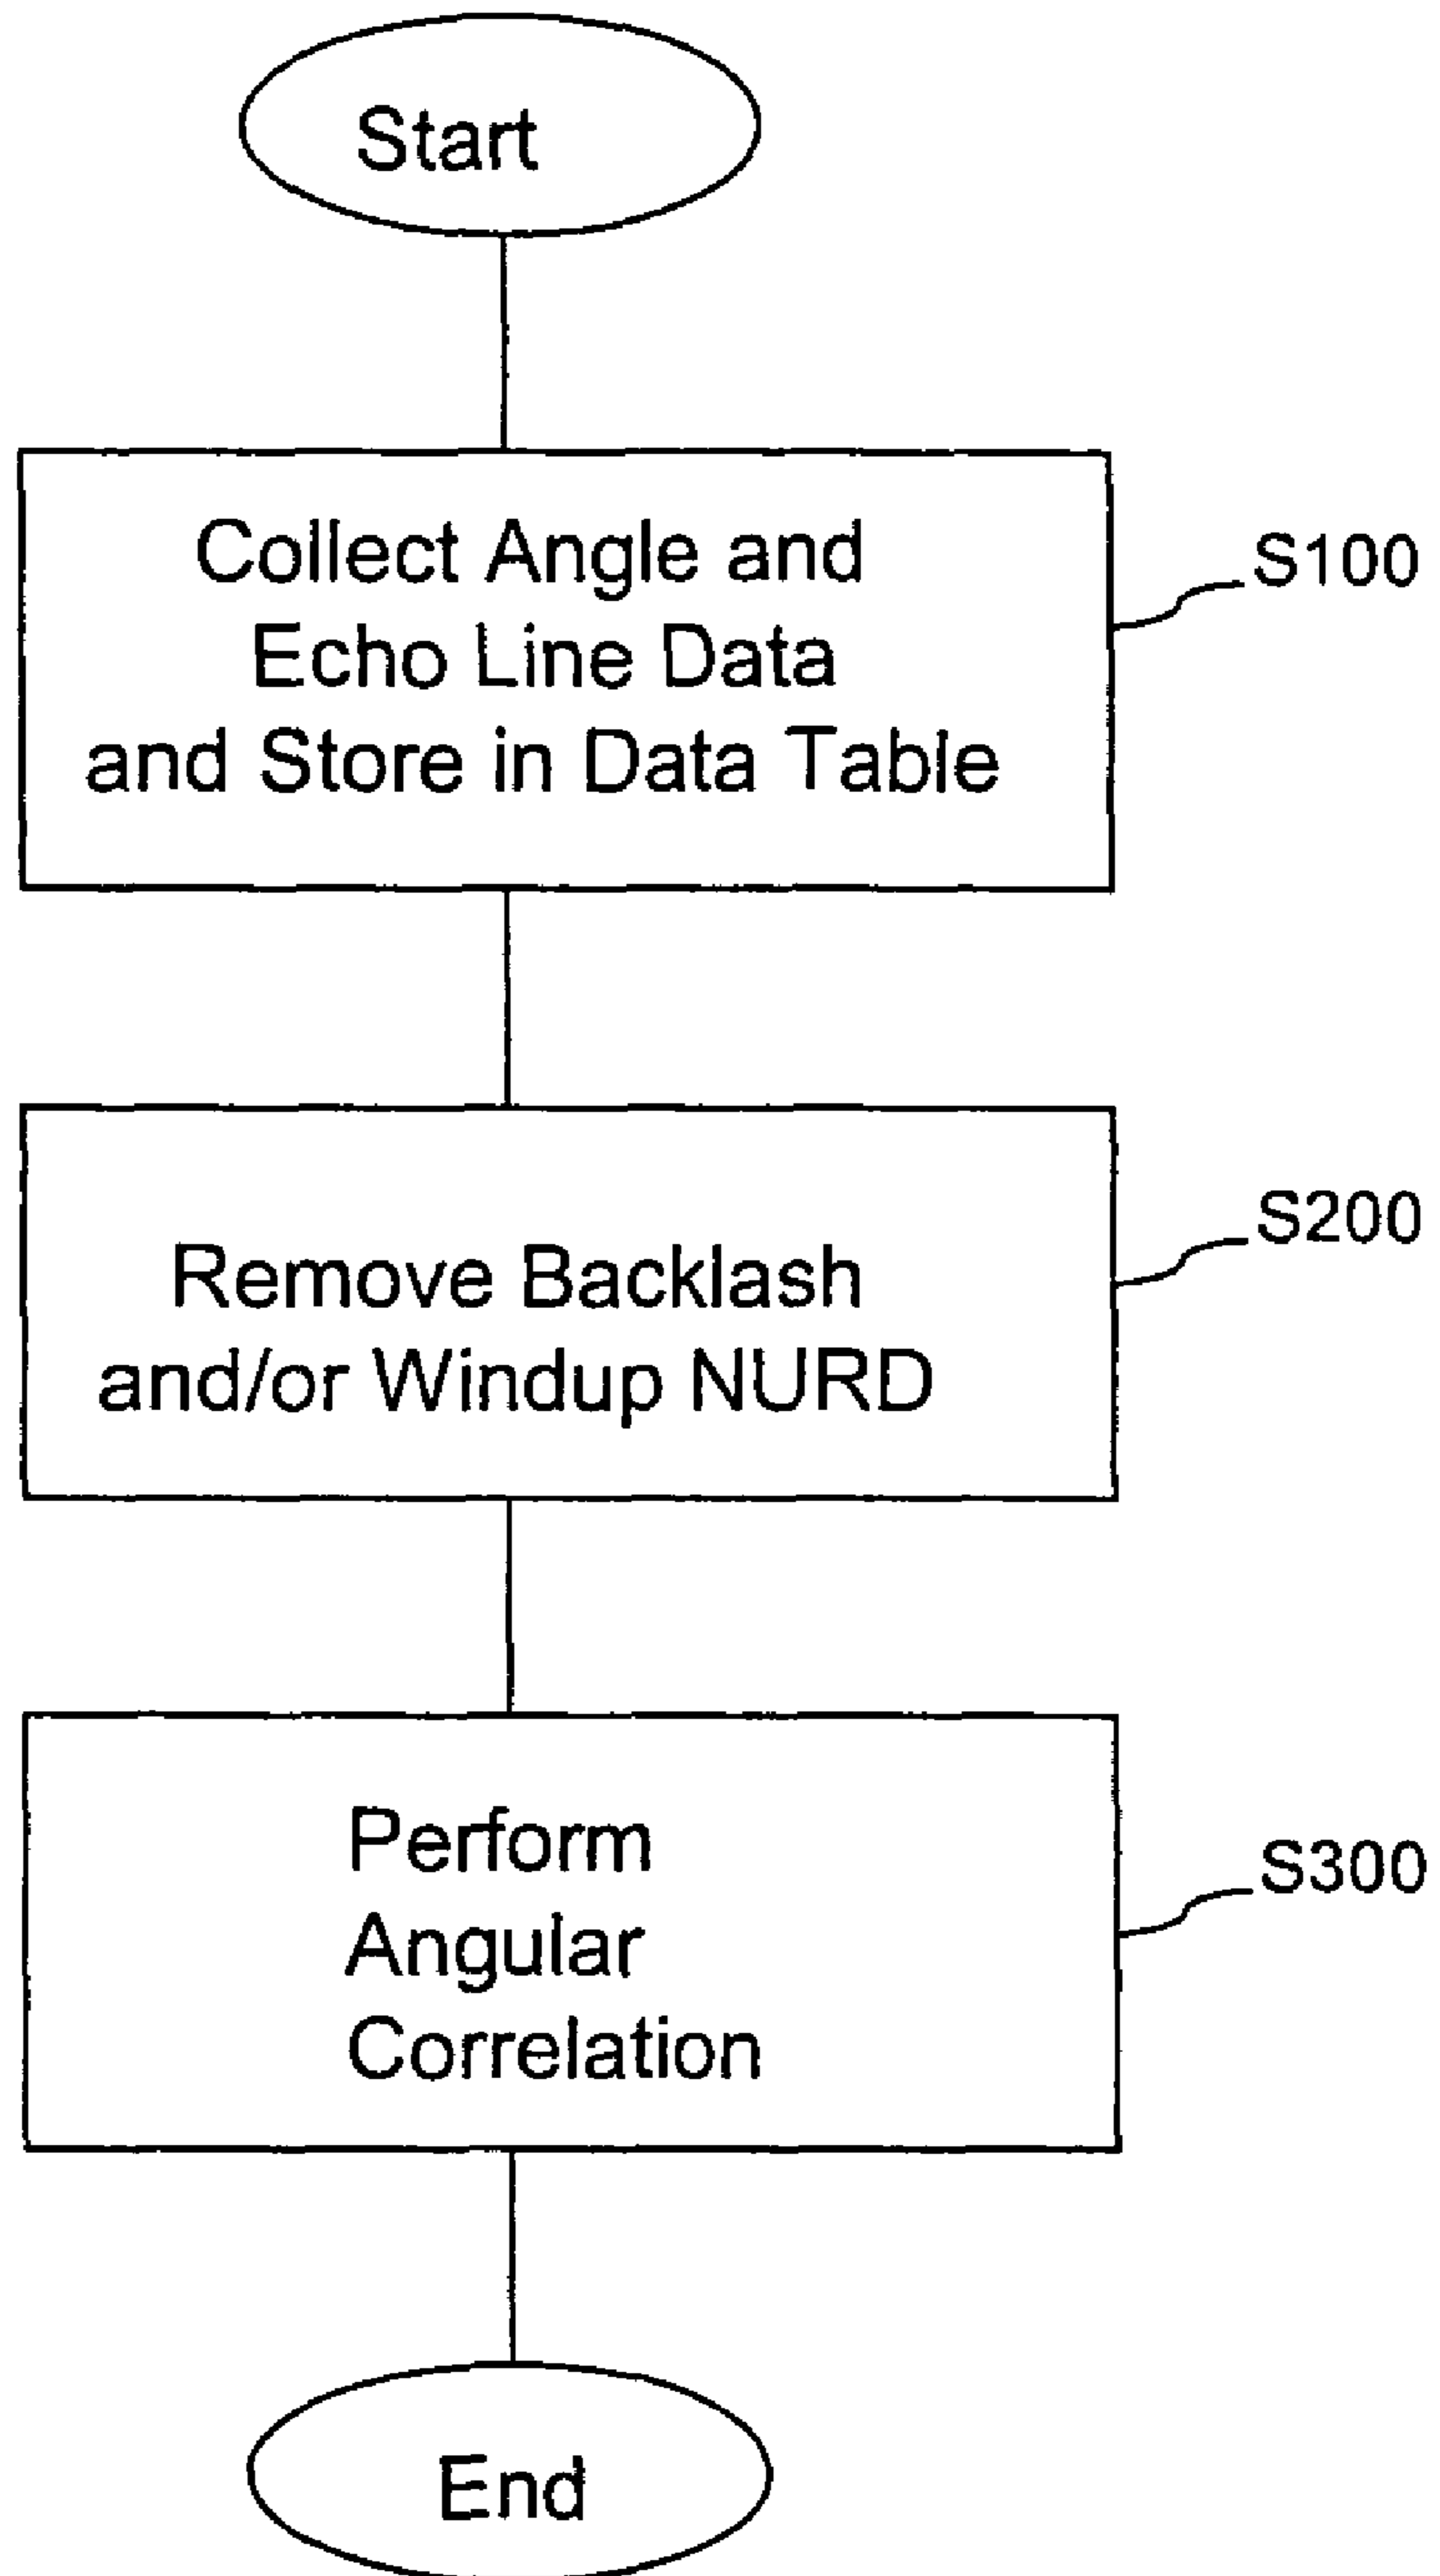 Start
Collect Angle and
Echo Line Data
and Store in Data Table
S100
Remove Backlash
and/or Windup NURD
S200
Perform
Angular
Correlation
S300
End